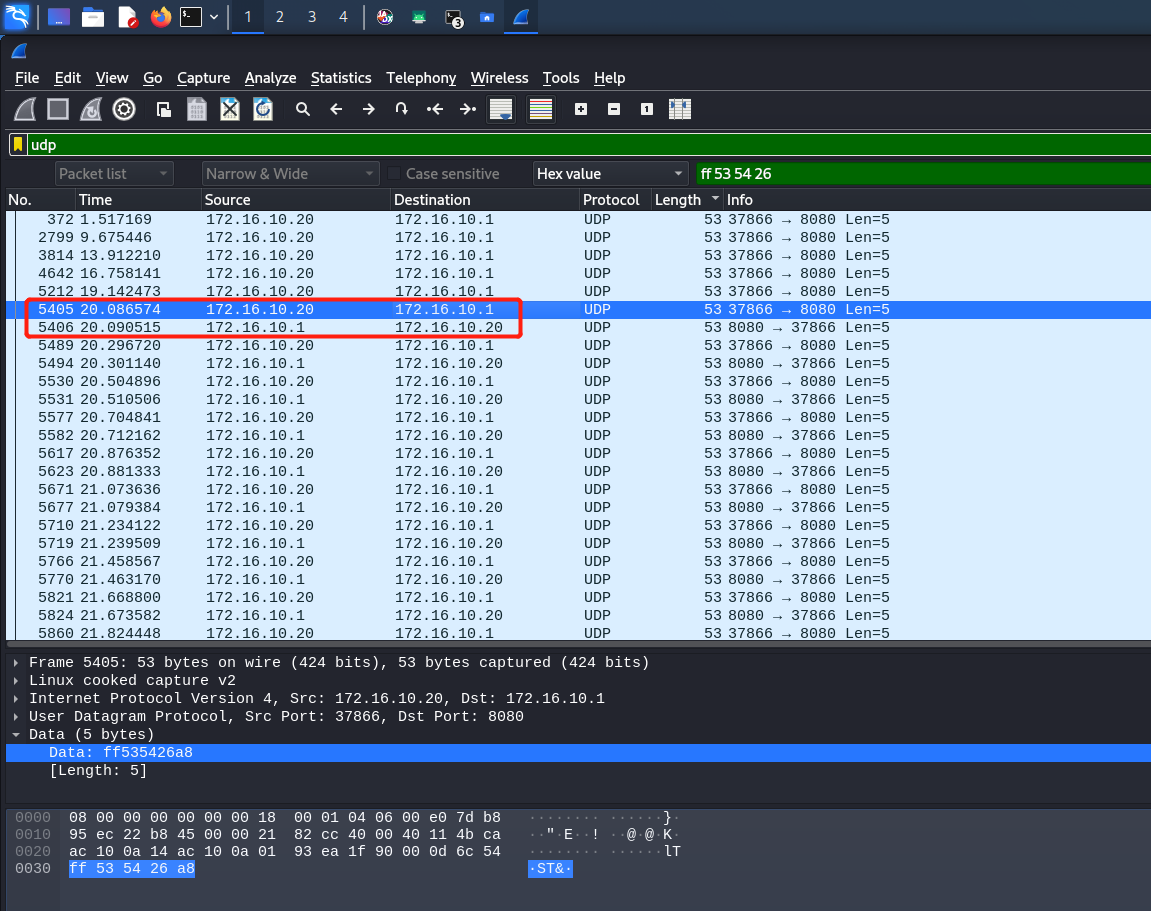 1 2 3 4 3
File Edit View Go Capture Analyze Statistics Telephony Wireless Tools Help
1
udp
Packet list Narrow & Wide Case sensitive Hex value ff 53 54 26
No. Time Source Destination Protocol Length Info
372 1.517169 172.16.10.20 172.16.10.1 UDP 53 37866 → 8080 Len=5
2799 9.675446 172.16.10.20 172.16.10.1 UDP 53 37866 → 8080 Len=5
3814 13.912210 172.16.10.20 172.16.10.1 UDP 53 37866 → 8080 Len=5
4642 16.758141 172.16.10.20 172.16.10.1 UDP 53 37866 → 8080 Len=5
5212 19.142473 172.16.10.20 172.16.10.1 UDP 53 37866 → 8080 Len=5
5405 20.086574 172.16.10.20 172.16.10.1 UDP 53 37866 → 8080 Len=5
5406 20.090515 172.16.10.1 172.16.10.20 UDP 53 8080 → 37866 Len=5
5489 20.296720 172.16.10.20 172.16.10.1 UDP 53 37866 → 8080 Len=5
5494 20.301140 172.16.10.1 172.16.10.20 UDP 53 8080 → 37866 Len=5
5530 20.504896 172.16.10.20 172.16.10.1 UDP 53 37866 → 8080 Len=5
5531 20.510506 172.16.10.1 172.16.10.20 UDP 53 8080 → 37866 Len=5
5577 20.704841 172.16.10.20 172.16.10.1 UDP 53 37866 → 8080 Len=5
5582 20.712162 172.16.10.1 172.16.10.20 UDP 53 8080 → 37866 Len=5
5617 20.876352 172.16.10.20 172.16.10.1 UDP 53 37866 → 8080 Len=5
5623 20.881333 172.16.10.1 172.16.10.20 UDP 53 8080 → 37866 Len=5
5671 21.073636 172.16.10.20 172.16.10.1 UDP 53 37866 → 8080 Len=5
5677 21.079384 172.16.10.1 172.16.10.20 UDP 53 8080 → 37866 Len=5
5710 21.234122 172.16.10.20 172.16.10.1 UDP 53 37866 → 8080 Len=5
5719 21.239509 172.16.10.1 172.16.10.20 UDP 53 8080 → 37866 Len=5
5766 21.458567 172.16.10.20 172.16.10.1 UDP 53 37866 → 8080 Len=5
5770 21.463170 172.16.10.1 172.16.10.20 UDP 53 8080 → 37866 Len=5
5821 21.668800 172.16.10.20 172.16.10.1 UDP 53 37866 → 8080 Len=5
5824 21.673582 172.16.10.1 172.16.10.20 UDP 53 8080 → 37866 Len=5
5860 21.824448 172.16.10.20 172.16.10.1 UDP 53 37866 → 8080 Len=5
Frame 5405: 53 bytes on wire (424 bits), 53 bytes captured (424 bits)
Linux cooked capture v2
Internet Protocol Version 4, Src: 172.16.10.20, Dst: 172.16.10.1
User Datagram Protocol, Src Port: 37866, Dst Port: 8080
Data (5 bytes)
Data: ff535426a8
[Length: 5]
0000 08 00 00 00 00 00 00 18 00 01 04 06 00 e0 7d b8 ········ ······}·
0010 95 ec 22 b8 45 00 00 21 82 cc 40 00 40 11 4b ca ··"·E··! ··@·@·K·
0020 ac 10 0a 14 ac 10 0a 01 93 ea 1f 90 00 0d 6c 54 ········ ······lT
0030 ff 53 54 26 a8 ·ST&·